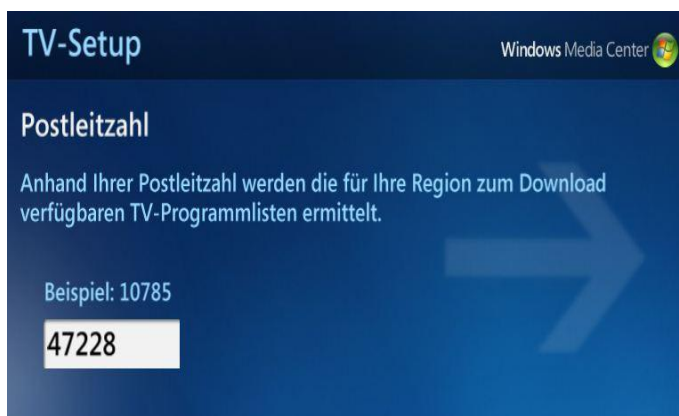 TV-Setup
Windows Media Center
Postleitzahl
Anhand Ihrer Postleitzahl werden die für Ihre Region zum Download
verfügbaren TV-Programmlisten ermittelt.
Beispiel: 10785
47228